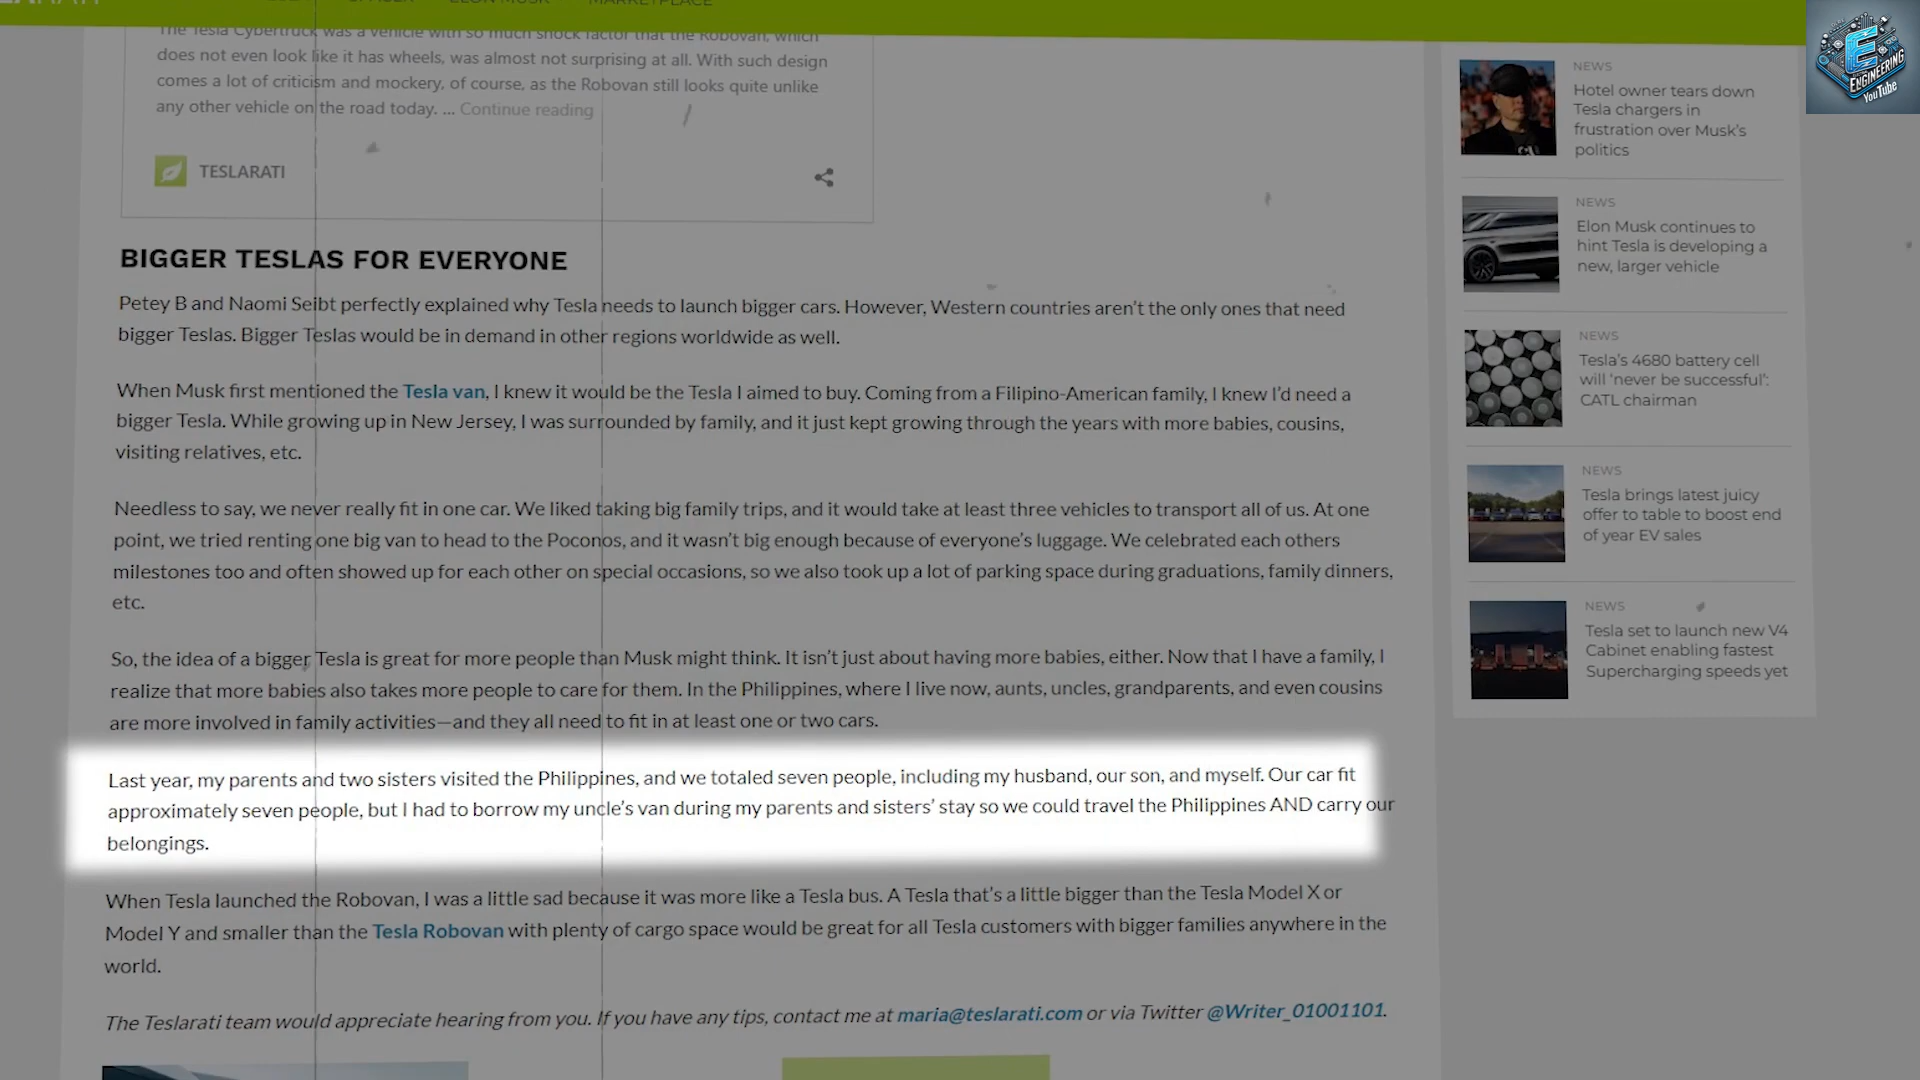 The Tesla Cybertruck was a vehicle with so much shock factor that the Robovan, which
does not even look like it has wheels, was almost not surprising at all. With such design
comes a lot of criticism and mockery, of course, as the Robovan still looks quite unlike
any other vehicle on the road today. ... Continue reading
TESLARATI
BIGGER TESLAS FOR EVERYONE
Petey B and Naomi Seibt perfectly explained why Tesla needs to launch bigger cars. However, Western countries aren't the only ones that need
bigger Teslas. Bigger Teslas would be in demand in other regions worldwide as well.
When Musk first mentioned the Tesla van, I knew it would be the Tesla I aimed to buy. Coming from a Filipino-American family, I knew I'd need a
bigger Tesla. While growing up in New Jersey, I was surrounded by family, and it just kept growing through the years with more babies, cousins,
visiting relatives, etc.
Needless to say, we never really fit in one car. We liked taking big family trips, and it would take at least three vehicles to transport all of us. At one
point, we tried renting one big van to head to the Poconos, and it wasn't big enough because of everyone's luggage. We celebrated each others
milestones too and often showed up for each other on special occasions, so we also took up a lot of parking space during graduations, family dinners,
etc.
So, the idea of a bigger Tesla is great for more people than Musk might think. It isn't just about having more babies, either. Now that I have a family, I
realize that more babies also takes more people to care for them. In the Philippines, where I live now, aunts, uncles, grandparents, and even cousins
are more involved in family activities—and they all need to fit in at least one or two cars.
Last year, my parents and two sisters visited the Philippines, and we totaled seven people, including my husband, our son, and myself. Our car fit
approximately seven people, but I had to borrow my uncle's van during my parents and sisters' stay so we could travel the Philippines AND carry our
belongings.
When Tesla launched the Robovan, I was a little sad because it was more like a Tesla bus. A Tesla that's a little bigger than the Tesla Model X or
Model Y and smaller than the Tesla Robovan with plenty of cargo space would be great for all Tesla customers with bigger families anywhere in the
world.
The Teslarati team would appreciate hearing from you. If you have any tips, contact me at maria@teslarati.com or via Twitter @Writer_01001101.
NEWS
Hotel owner tears down
Tesla chargers in
frustration over Musk's
politics
NEWS
Elon Musk continues to
hint Tesla is developing a
new, larger vehicle
NEWS
Tesla's 4680 battery cell
will 'never be successful':
CATL chairman
NEWS
Tesla brings latest juicy
offer to table to boost end
of year EV sales
NEWS
Tesla set to launch new V4
Cabinet enabling fastest
Supercharging speeds yet
E
ENGINEERING
YouTube